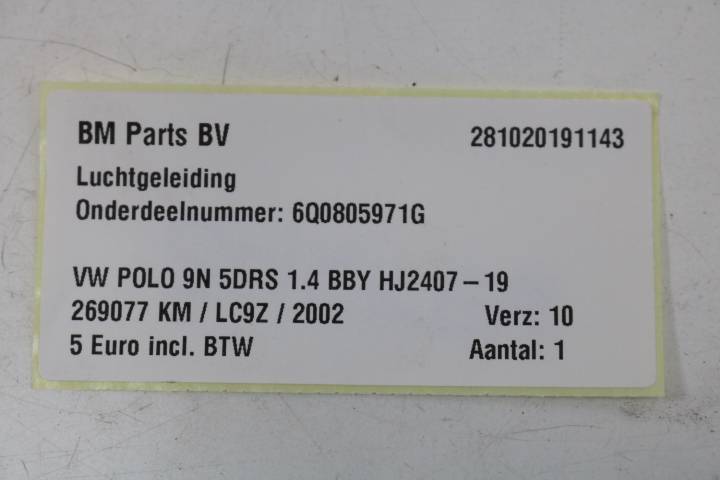 BM Parts BV 281020191143
Luchtgeleiding
Onderdeelnummer: 6Q0805971G
VW POLO 9N 5DRS 1.4 BBY HJ2407-19
269077 KM / LC9Z / 2002 Verz: 10
5 Euro incl. BTW Aantal: 1